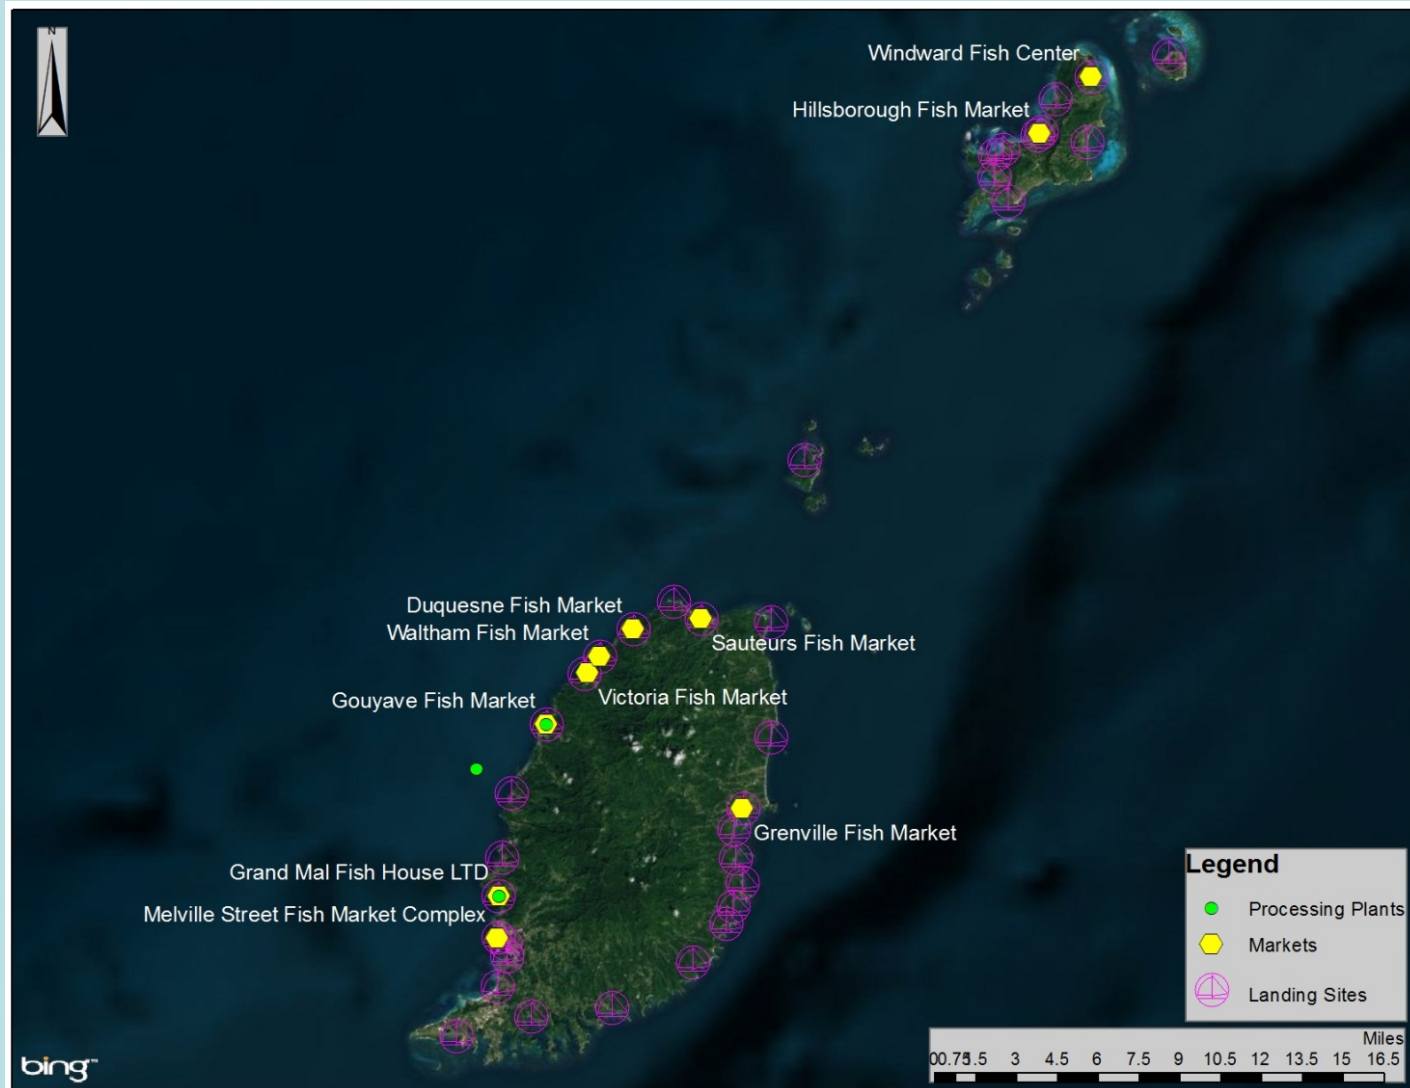 N
Windward Fish Center
Hillsborough Fish Market
Duquesne Fish Market
Waltham Fish Market
Sauteurs Fish Market
Gouyave Fish Market
Victoria Fish Market
Grenville Fish Market
Grand Mal Fish House LTD
Melville Street Fish Market Complex
Legend
Processing Plants
Markets
Landing Sites
Miles
3 4.5 6 7.5 9 10.5 12 13.5 15 16.5
bing™